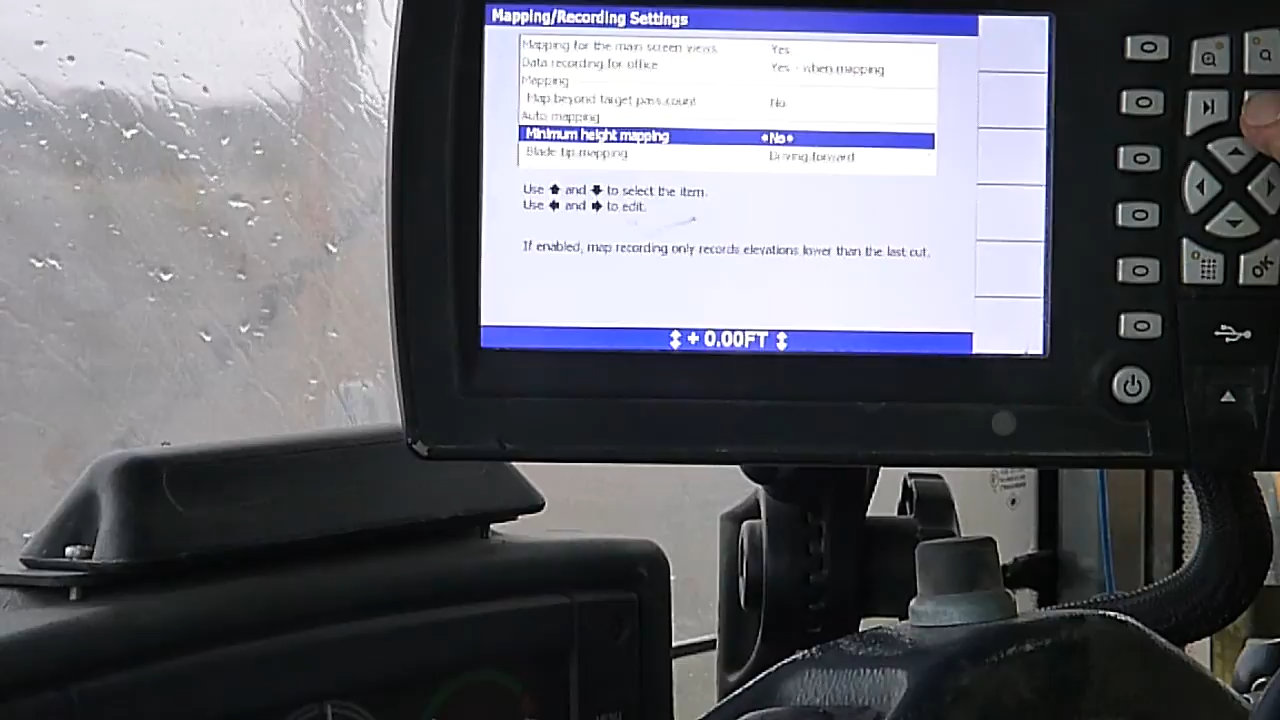 Mapping/Recording Settings
Mapping for the main screen views Yes
Data recording for office Yes - when mapping
Mapping
Map beyond target pass count No
Auto mapping
Minimum height mapping No
Blade tip mapping Driving forward
Use and to select the item.
Use and to edit.
If enabled, map recording only records elevations lower than the last cut.
+ 0.00FT
OK